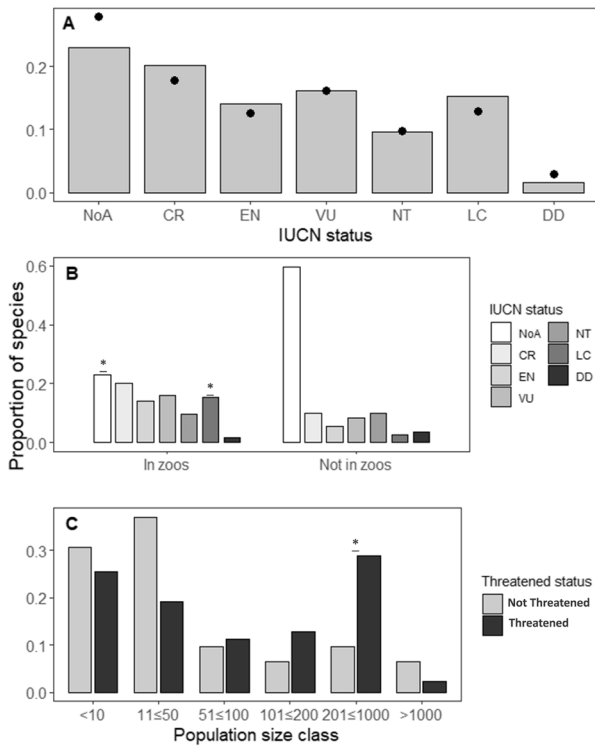 A
0.2
0.1
0.0
NoA CR EN VU NT LC DD
IUCN status
Proportion of species
B
0.6
0.4
0.2
0.0
* *
In zoos Not in zoos
IUCN status
NoA NT
CR LC
EN DD
VU
C
0.3
0.2
0.1
0.0
*
<10 11≤50 51≤100 101≤200 201≤1000 >1000
Population size class
Threatened status
Not Threatened
Threatened